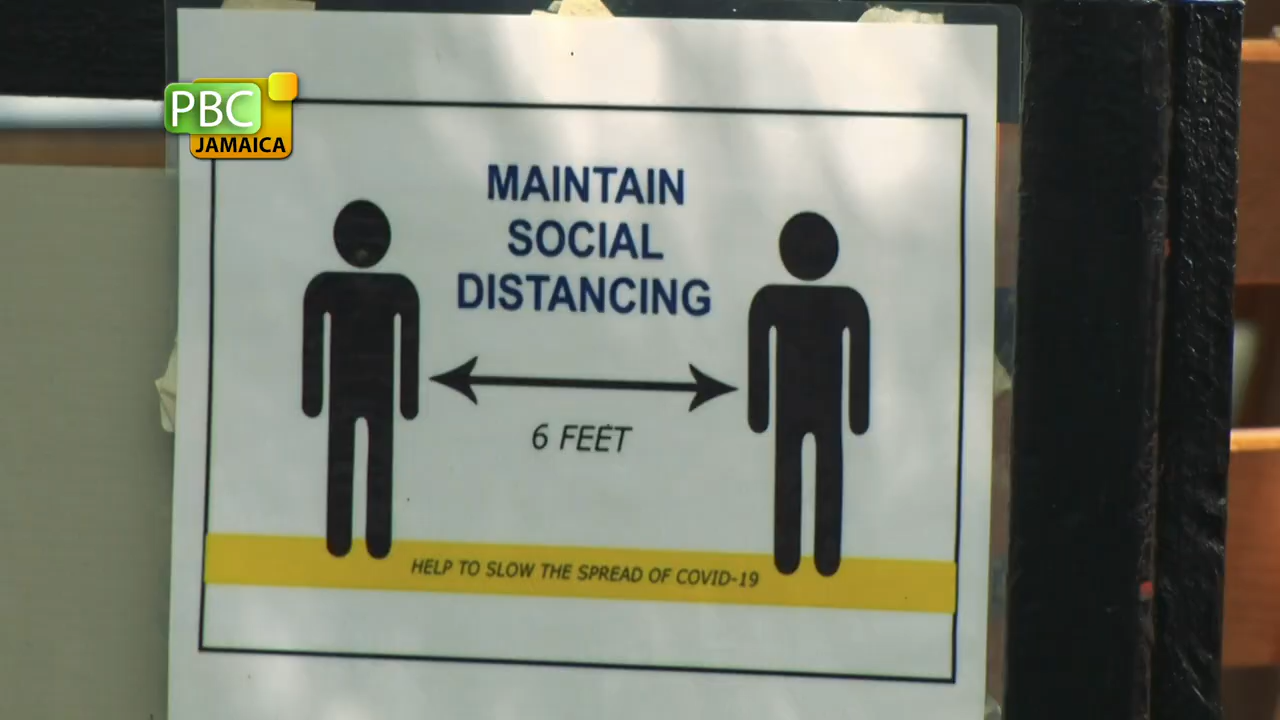 PBC
JAMAICA
MAINTAIN
SOCIAL
DISTANCING
6 FEET
HELP TO SLOW THE SPREAD OF COVID-19